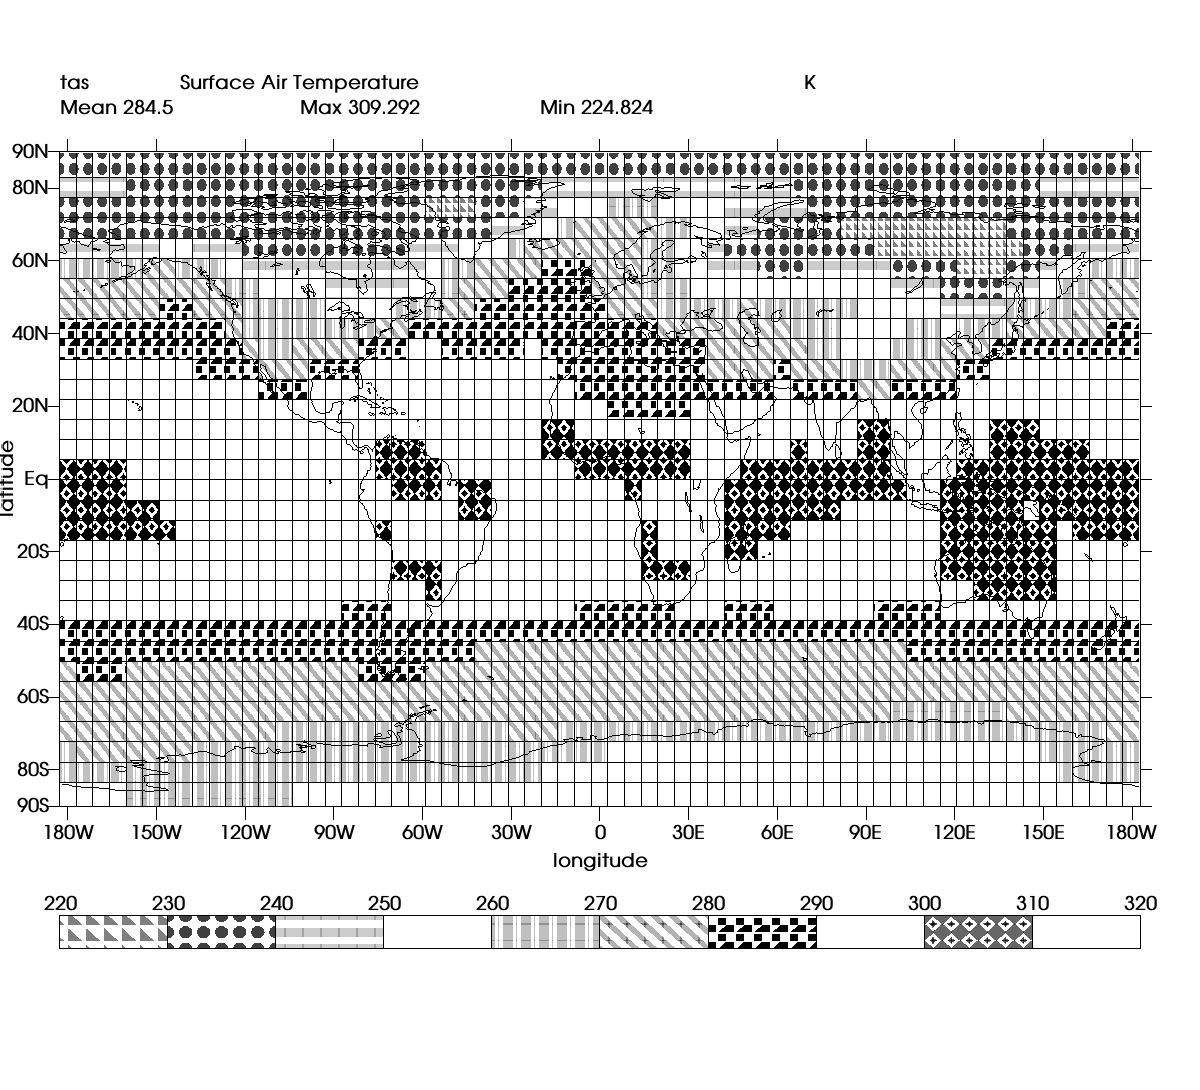 tas Surface Air Temperature K
Mean 284.5 Max 309.292 Min 224.824
90N
80N
60N
40N
20N
Eq
20S
40S
60S
80S
90S
latitude
180W 150W 120W 90W 60W 30W 0 30E 60E 90E 120E 150E 180W
longitude
220 230 240 250 260 270 280 290 300 310 320